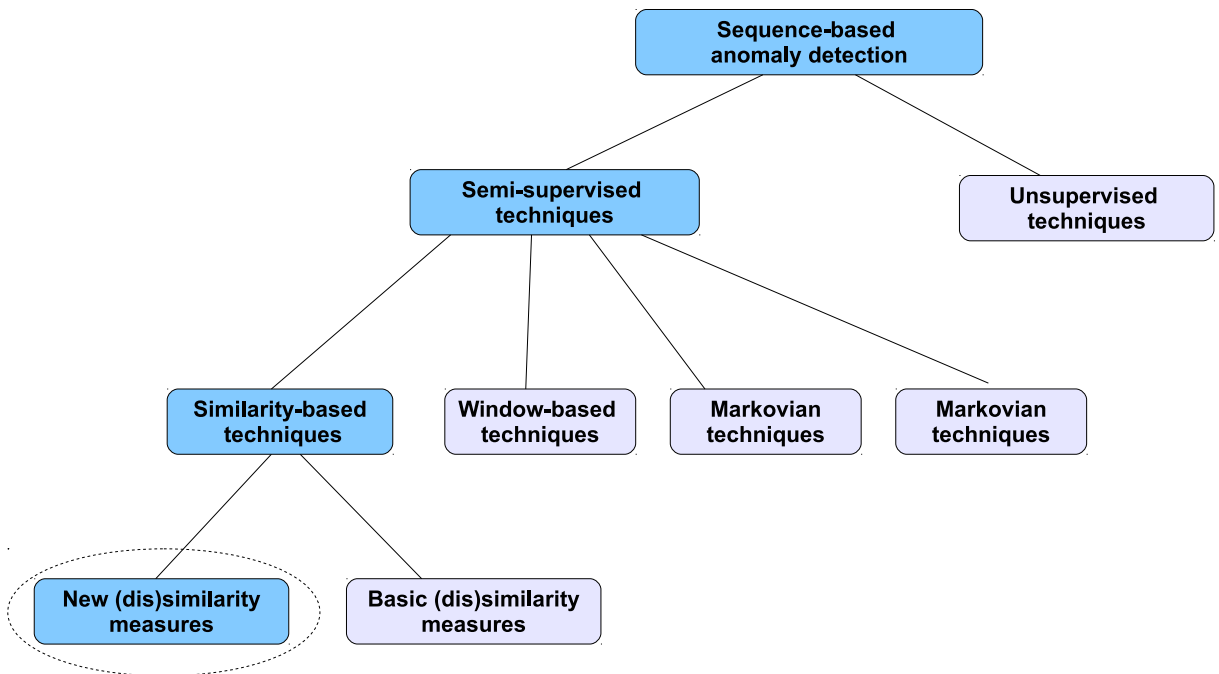 Sequence-based
anomaly detection
Semi-supervised
techniques
Unsupervised
techniques
Similarity-based
techniques
Window-based
techniques
Markovian
techniques
Markovian
techniques
New (dis)similarity
measures
Basic (dis)similarity
measures